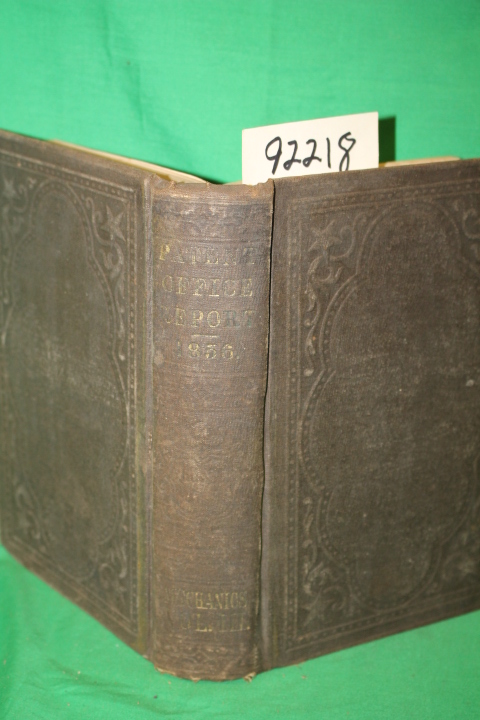 92218
PATENT
OFFICE
REPORT
1856.
MECHANICS